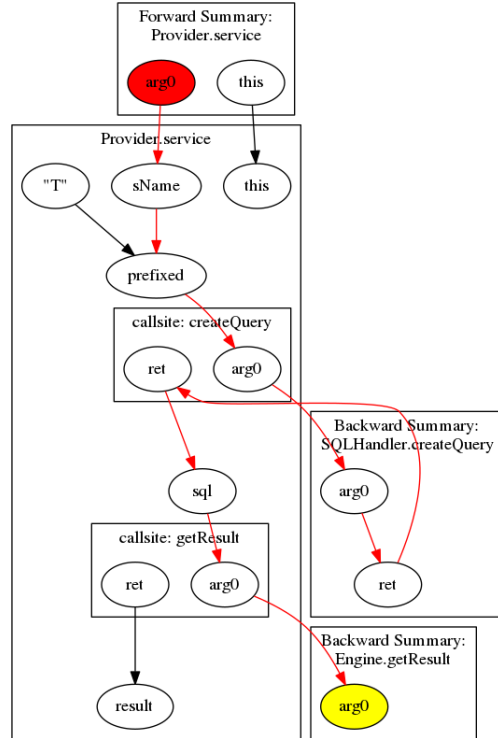 Forward Summary:
Provider.service
arg0
this
Provider.service
"T"
sName
this
prefixed
callsite: createQuery
ret
arg0
Backward Summary:
SQLHandler.createQuery
arg0
sql
callsite: getResult
ret
arg0
ret
Backward Summary:
Engine.getResult
result
arg0